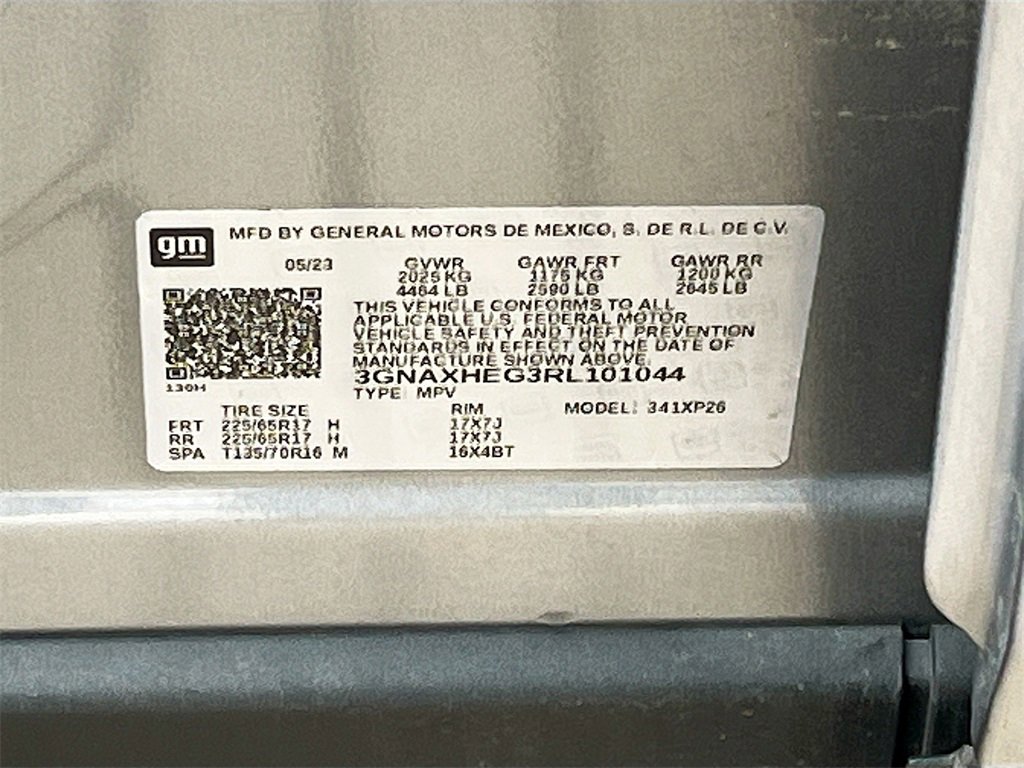 gm
MFD BY GENERAL MOTORS DE MEXICO, S. DE R.L. DE C.V.
05/23 GVWR GAWR FRT GAWR RR
2025 KG 1175 KG 1200 KG
4464 LB 2590 LB 2645 LB
THIS VEHICLE CONFORMS TO ALL
APPLICABLE U.S. FEDERAL MOTOR
VEHICLE SAFETY AND THEFT PREVENTION
STANDARDS IN EFFECT ON THE DATE OF
MANUFACTURE SHOWN ABOVE.
3GNAXHEG3RL101044
130H
TYPE: MPV
TIRE SIZE RIM MODEL: 341XP26
FRT 225/65R17 H 17X7J
RR 225/65R17 H 17X7J
SPA T135/70R16 M 16X4BT